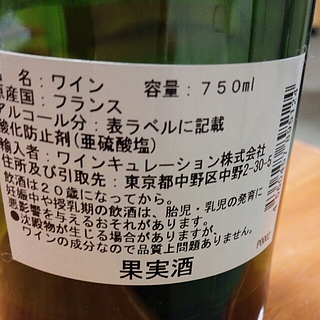 名：ワイン 容量：750ml
原産国：フランス
アルコール分：表ラベルに記載
酸化防止剤(亜硫酸塩)
輸入者：ワインキュレーション株式会社
住所及び引取先：東京都中野区中野2-30-5
飲酒は20歳になってから。
妊娠中や授乳期の飲酒は、胎児・乳児の発育に
悪影響を与えるおそれがあります。
●沈殿物が生じる場合がありますが、
ワインの成分なので品質上問題ありません。
果実酒